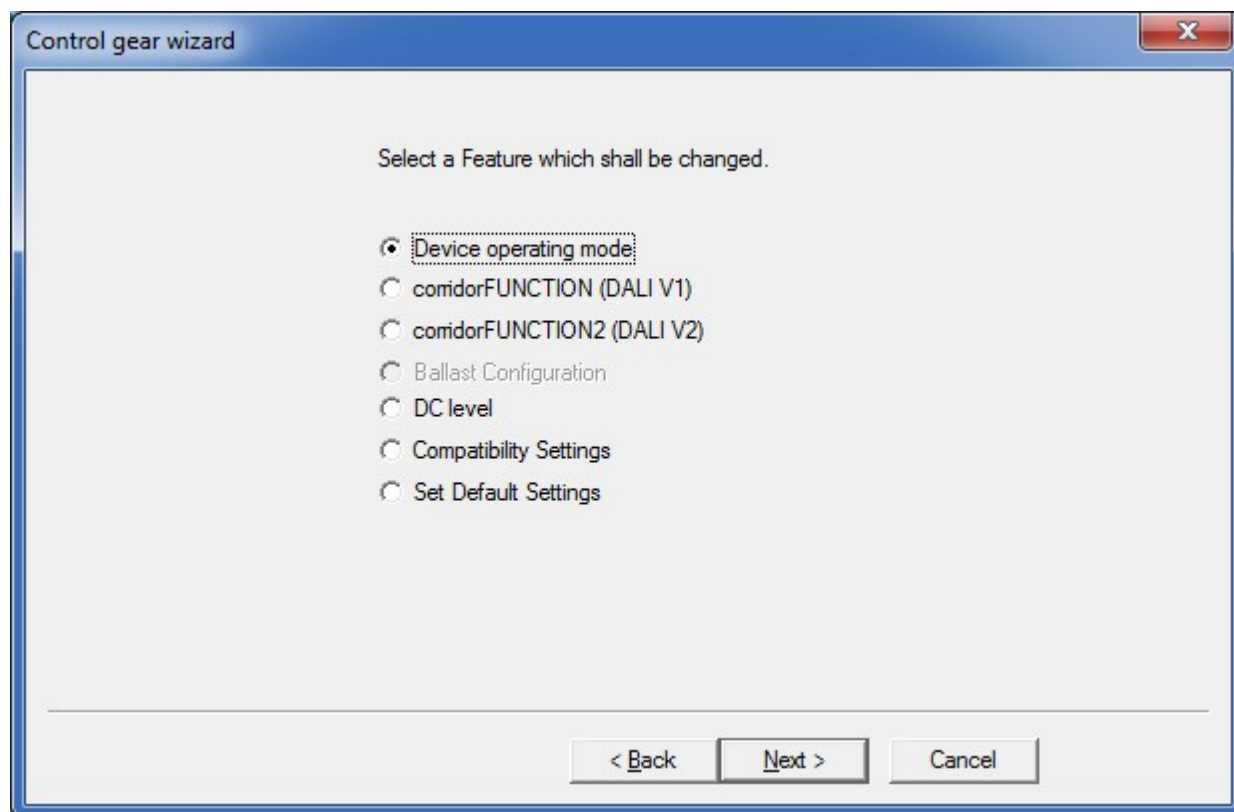 Control gear wizard
Select a Feature which shall be changed.
Device operating mode
corridorFUNCTION (DALI V1)
corridorFUNCTION2 (DALI V2)
Ballast Configuration
DC level
Compatibility Settings
Set Default Settings
< Back Next > Cancel